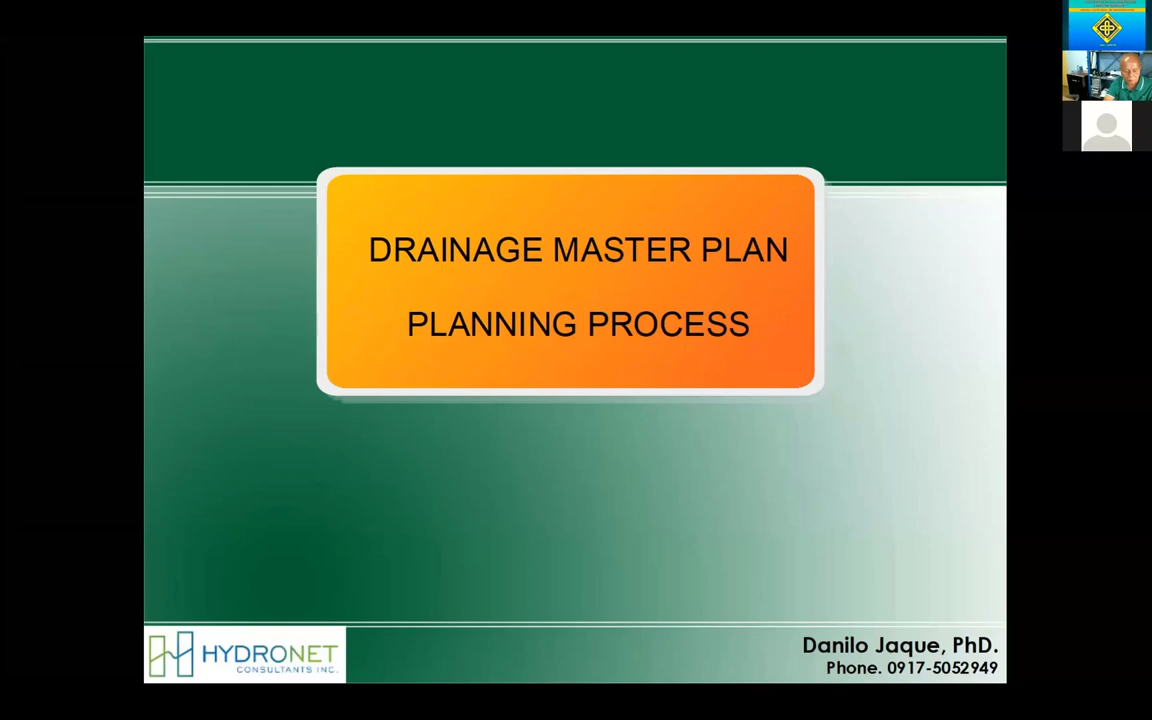 DRAINAGE MASTER PLAN
PLANNING PROCESS
HYDRONET
CONSULTANTS INC.
Danilo Jaque, PhD.
Phone. 0917-5052949